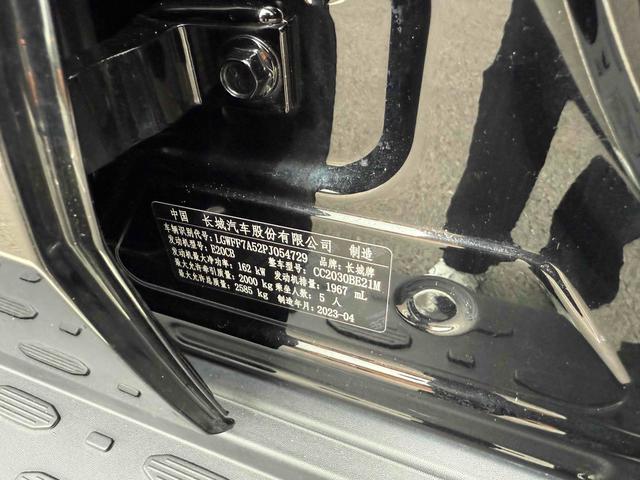 中国 长城汽车股份有限公司 制造
车辆识别代号: LGWFF7A52PJ054729 品牌: 长城牌
发动机型号: E20CB 整车型号: CC2030BE21M
发动机最大净功率: 162 kW 发动机排量: 1967 mL
最大允许牵引质量: 2000 kg 乘坐人数: 5 人
最大允许总质量: 2585 kg 制造年月: 2023-04